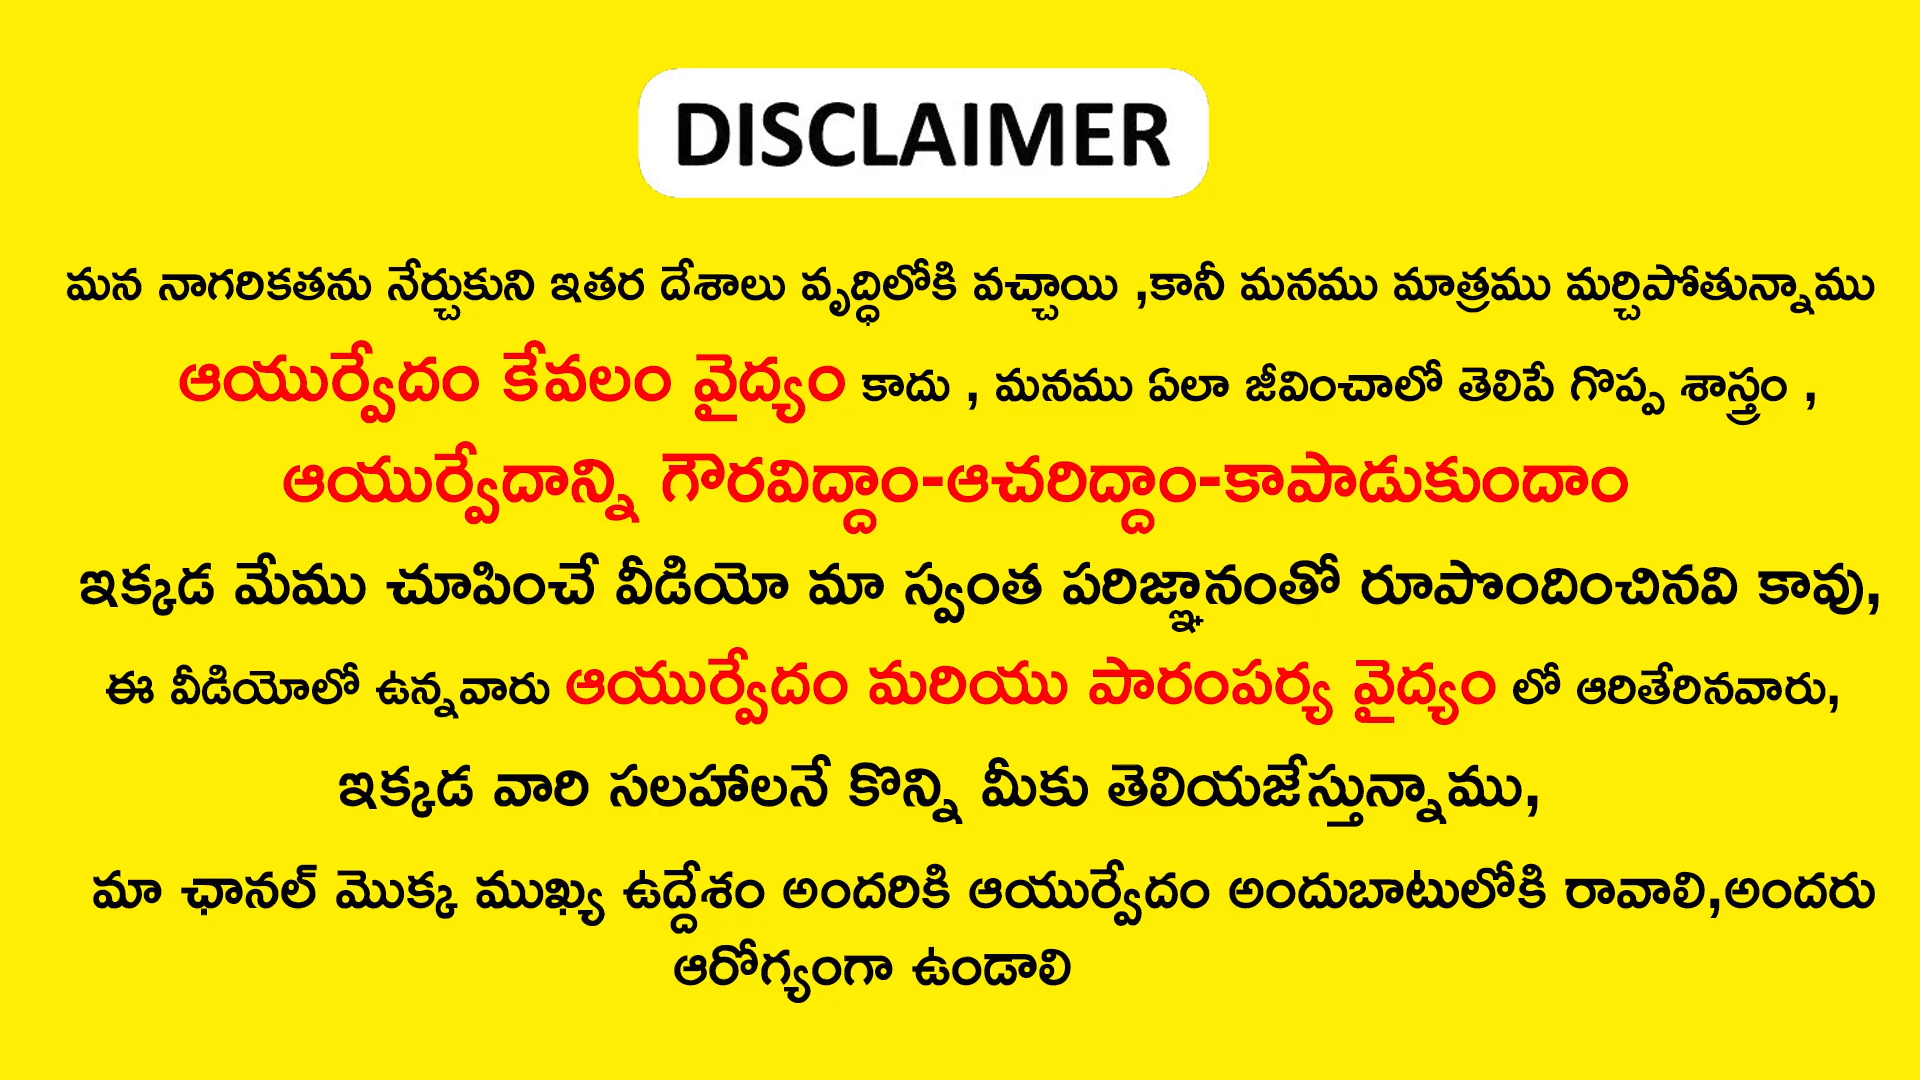 DISCLAIMER
మన నాగరికతను నేర్చుకుని ఇతర దేశాలు వృద్ధిలోకి వచ్చాయి ,కానీ మనము మాత్రము మర్చిపోతున్నాము
ఆయుర్వేదం కేవలం వైద్యం కాదు , మనము ఏలా జీవించాలో తెలిపే గొప్ప శాస్త్రం ,
ఆయుర్వేదాన్ని గౌరవిద్దాం-ఆచరిద్దాం-కాపాడుకుందాం
ఇక్కడ మేము చూపించే వీడియో మా స్వంత పరిజ్ఞానంతో రూపొందించినవి కావు,
ఈ వీడియోలో ఉన్నవారు ఆయుర్వేదం మరియు పారంపర్య వైద్యం లో ఆరితేరినవారు,
ఇక్కడ వారి సలహాలనే కొన్ని మీకు తెలియజేస్తున్నాము,
మా ఛానల్ మొక్క ముఖ్య ఉద్దేశం అందరికి ఆయుర్వేదం అందుబాటులోకి రావాలి,అందరు
ఆరోగ్యంగా ఉండాలి